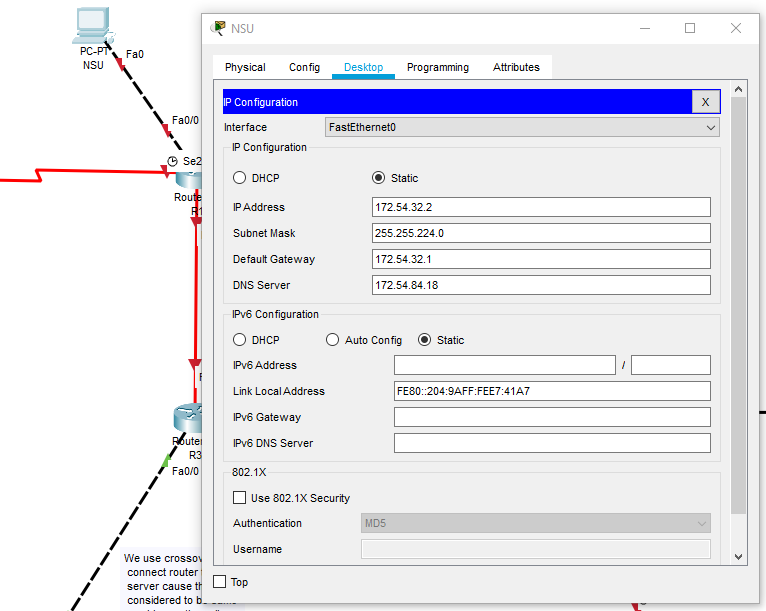 NSU
Physical
Config
Desktop
Programming
Attributes
IP Configuration
X
Interface
FastEthernet0
IP Configuration
DHCP
Static
IP Address
172.54.32.2
Subnet Mask
255.255.224.0
Default Gateway
172.54.32.1
DNS Server
172.54.84.18
IPv6 Configuration
DHCP
Auto Config
Static
IPv6 Address
/
Link Local Address
FE80::204:9AFF:FEE7:41A7
IPv6 Gateway
IPv6 DNS Server
802.1X
Use 802.1X Security
Authentication
MD5
Username
Top
PC-PT
NSU
Fa0
Fa0/0
Se2
Route
R1
Router
R3
Fa0/0
We use crossov
connect router
server cause th
considered to be same